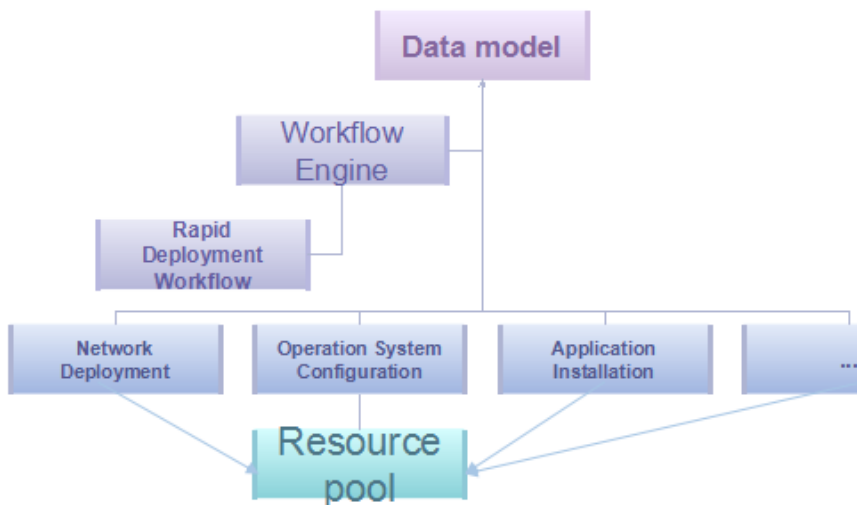 Data model
Workflow
Engine
Rapid
Deployment
Workflow
Network
Deployment
Operation System
Configuration
Application
Installation
...
Resource
pool